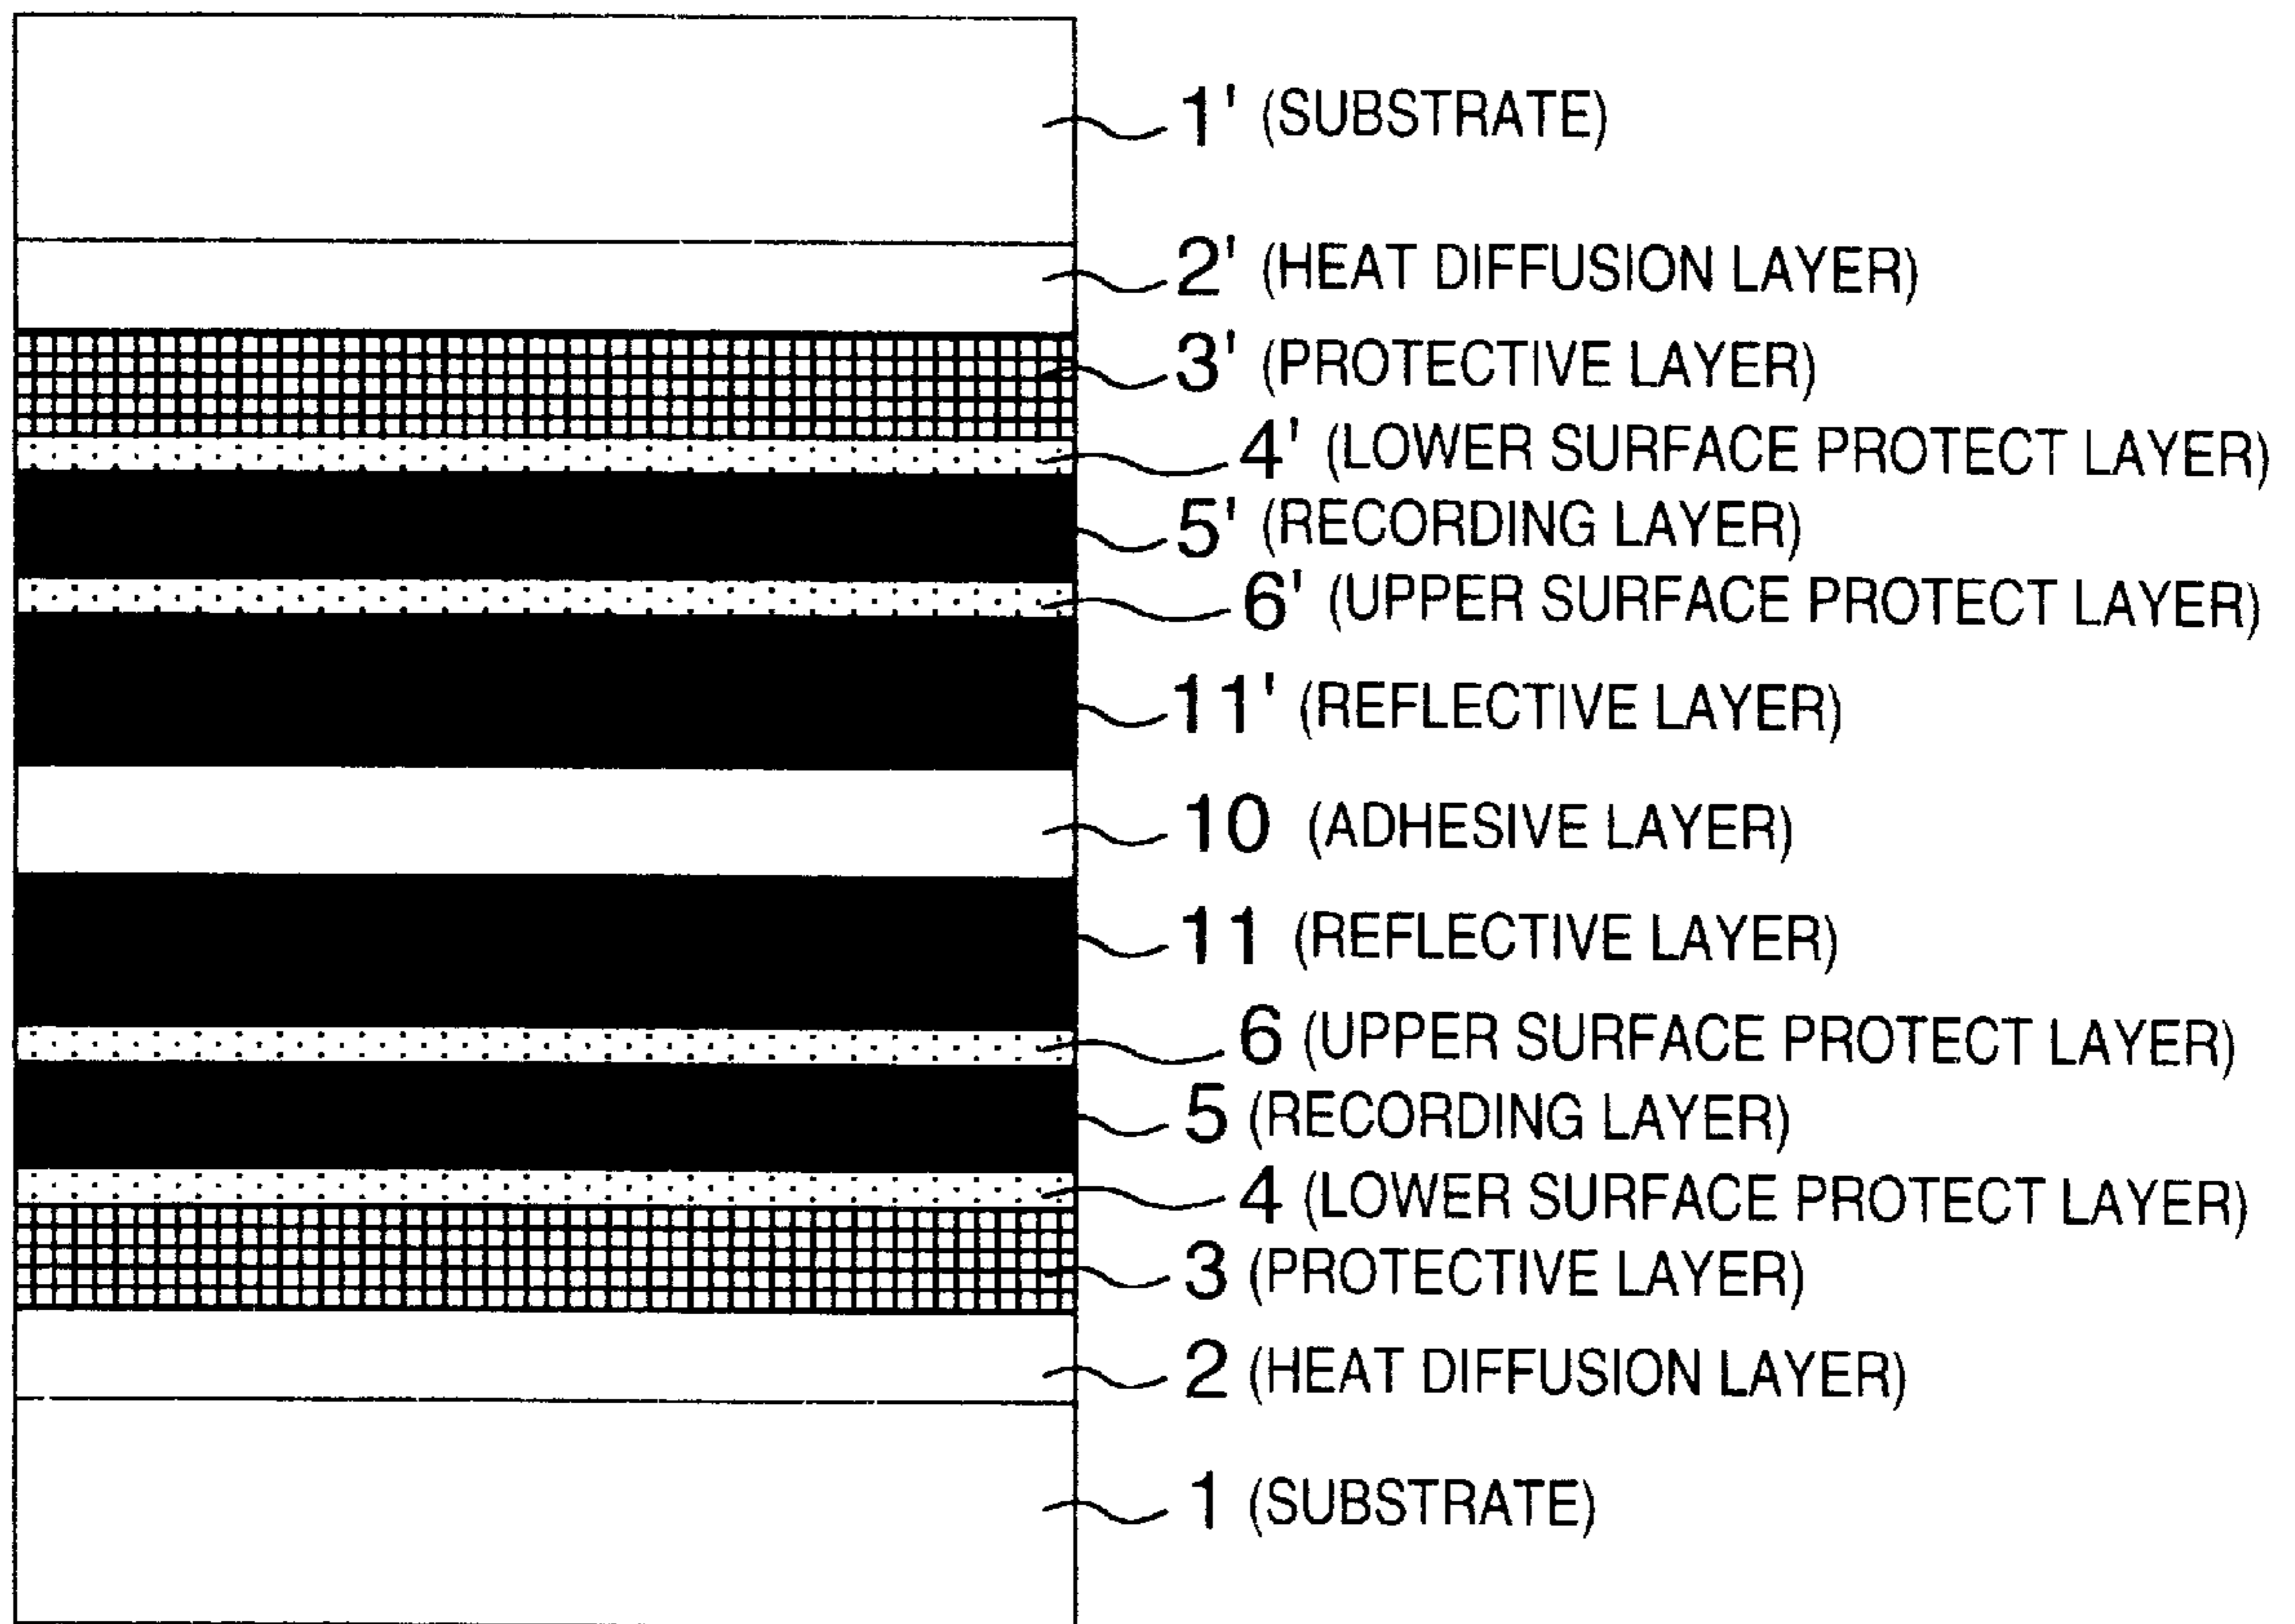 1' (SUBSTRATE)
2' (HEAT DIFFUSION LAYER)
3' (PROTECTIVE LAYER)
4' (LOWER SURFACE PROTECT LAYER)
5' (RECORDING LAYER)
6' (UPPER SURFACE PROTECT LAYER)
11' (REFLECTIVE LAYER)
10 (ADHESIVE LAYER)
11 (REFLECTIVE LAYER)
6 (UPPER SURFACE PROTECT LAYER)
5 (RECORDING LAYER)
4 (LOWER SURFACE PROTECT LAYER)
3 (PROTECTIVE LAYER)
2 (HEAT DIFFUSION LAYER)
1 (SUBSTRATE)